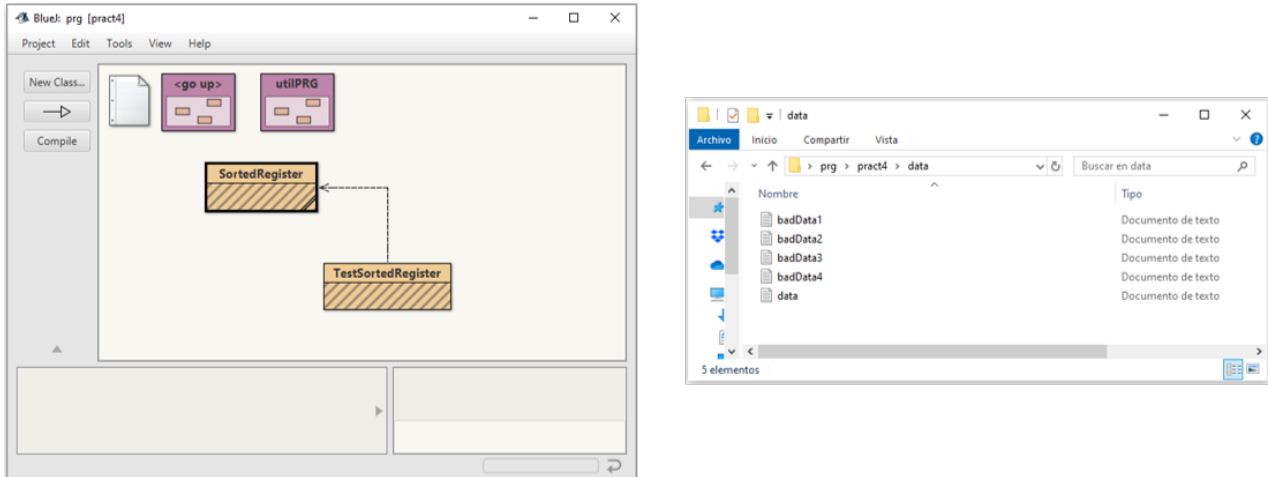 BlueJ: prg [pract4]
Project Edit Tools View Help
New Class...
Compile
<go up>
utilPRG
SortedRegister
TestSortedRegister
data
Archivo Inicio Compartir Vista
prg > pract4 > data
Buscar en data
Nombre Tipo
badData1 Documento de texto
badData2 Documento de texto
badData3 Documento de texto
badData4 Documento de texto
data Documento de texto
5 elementos